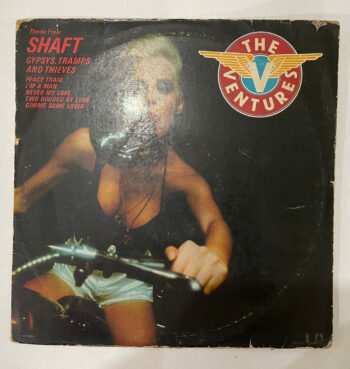 Theme From
SHAFT
GYPSYS, TRAMPS
AND THIEVES
PEACE TRAIN
I'M A MAN
NEVER MY LOVE
TWO DIVIDED BY LOVE
GIMME SOME LOVIN'
THE
V
VENTURES